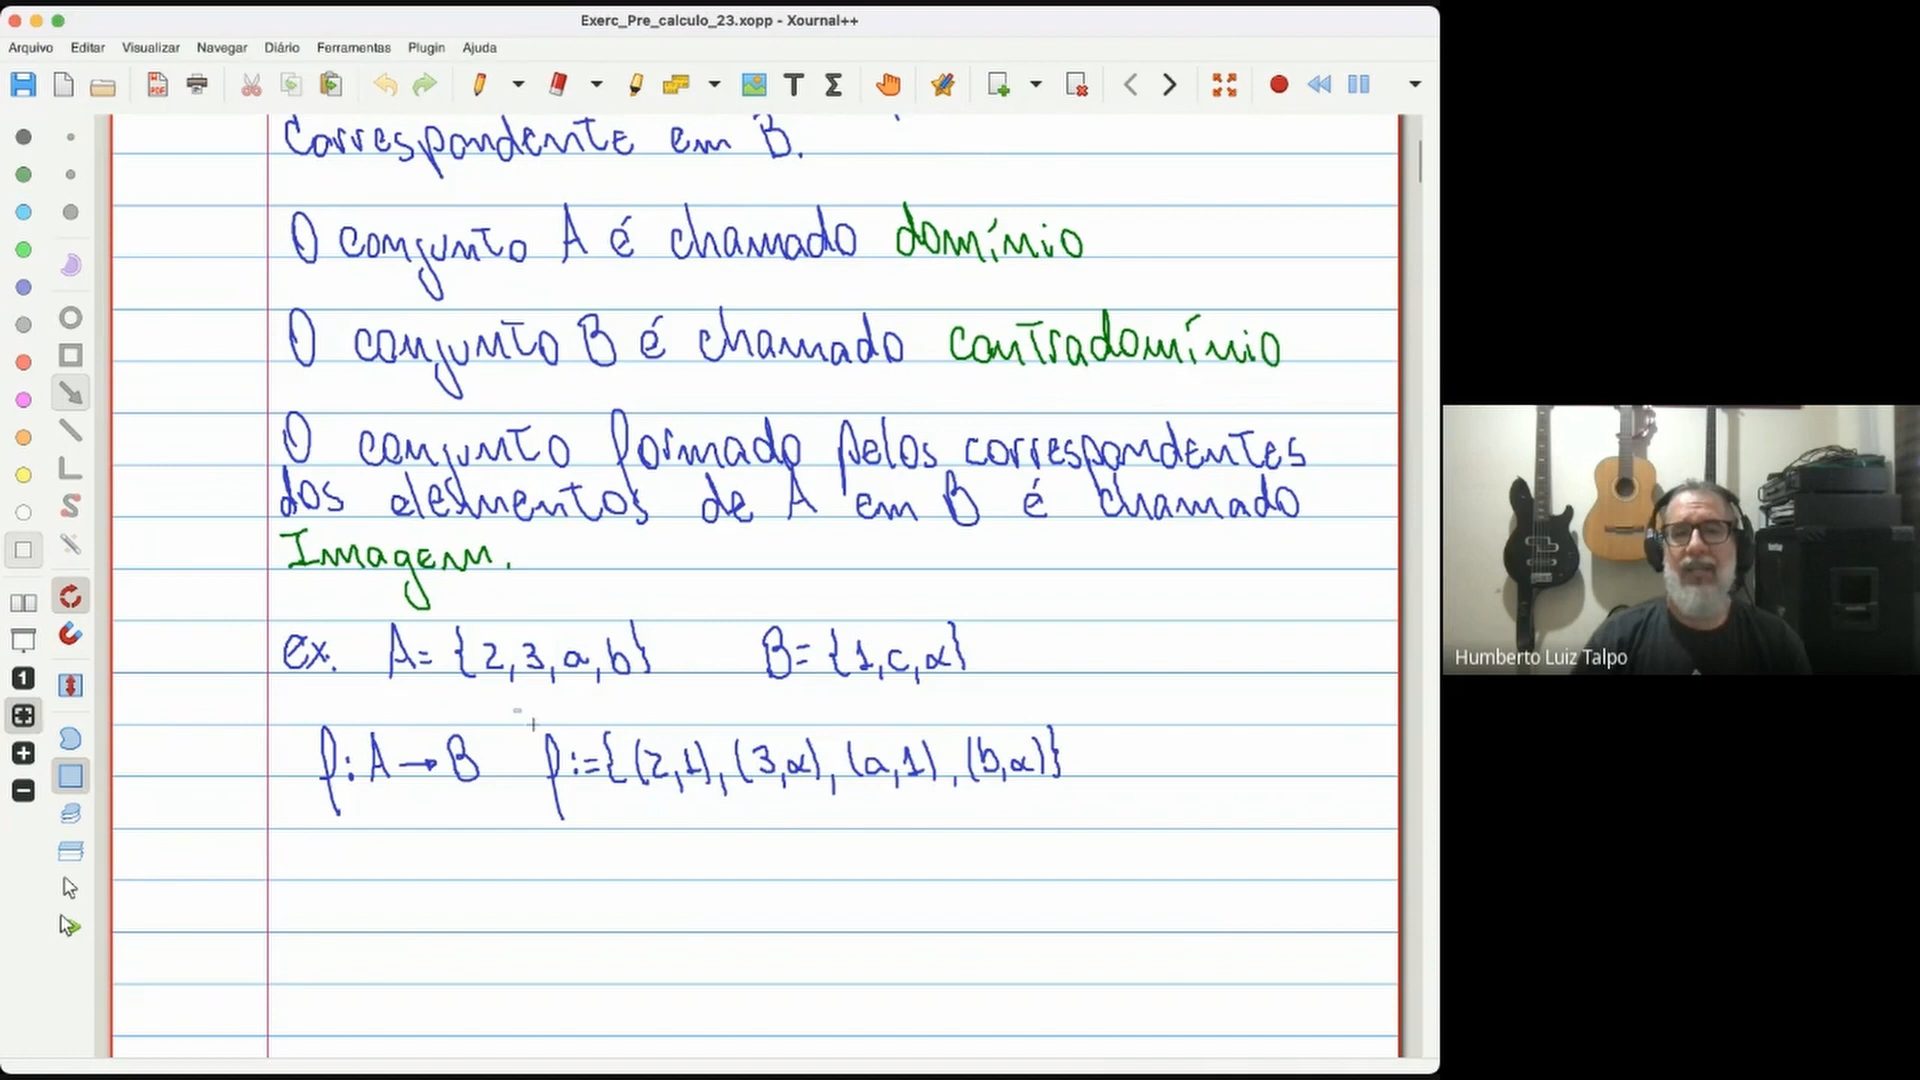 Exerc_Pre_calculo_23.xopp - Xournal++
Arquivo Editar Visualizar Navegar Diário Ferramentas Plugin Ajuda
correspondente em B.
O conjunto A é chamado domínio
O conjunto B é chamado contradomínio
O conjunto formado pelos correspondentes
dos elementos de A em B é chamado
Imagem.
ex. A = {2, 3, a, b} B = {1, c, α}
f: A → B f := {(2,1), (3,α), (a,1), (b,α)}
Humberto Luiz Talpo